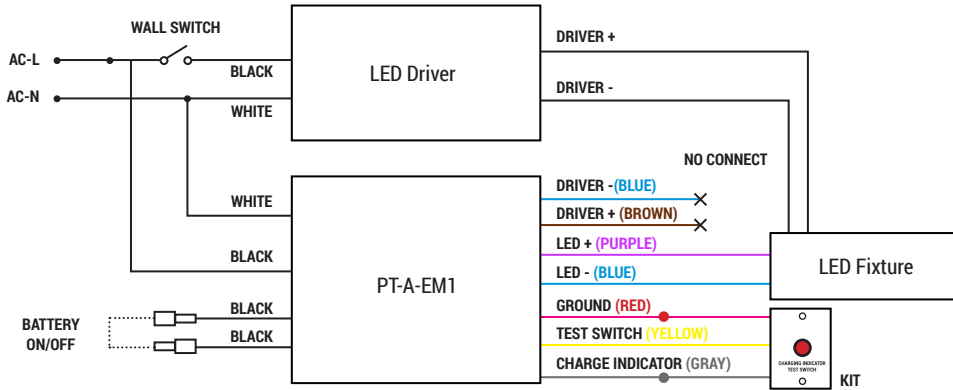 WALL SWITCH
AC-L
AC-N
BLACK
WHITE
LED Driver
DRIVER +
DRIVER -
NO CONNECT
WHITE
BLACK
PT-A-EM1
DRIVER -(BLUE)
DRIVER + (BROWN)
LED + (PURPLE)
LED - (BLUE)
GROUND (RED)
TEST SWITCH (YELLOW)
CHARGE INDICATOR (GRAY)
LED Fixture
BATTERY
ON/OFF
BLACK
BLACK
CHARGING INDICATOR
TEST SWITCH
KIT